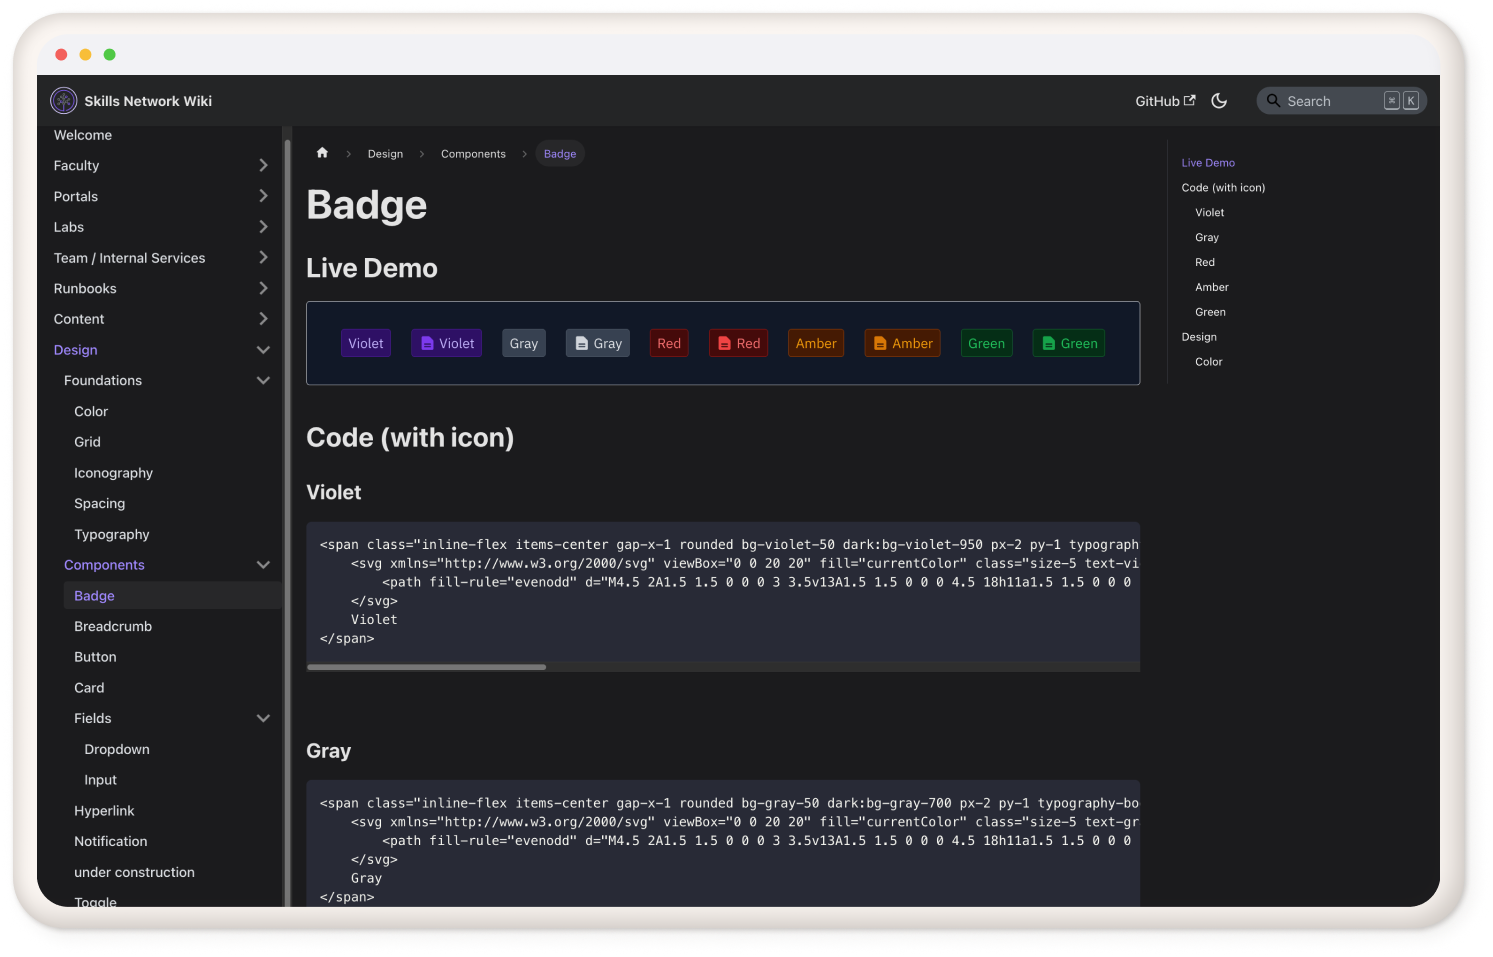 Skills Network Wiki
GitHub
Search
⌘ K
Welcome
Faculty
Portals
Labs
Team / Internal Services
Runbooks
Content
Design
Foundations
Color
Grid
Iconography
Spacing
Typography
Components
Badge
Breadcrumb
Button
Card
Fields
Dropdown
Input
Hyperlink
Notification
under construction
Toggle
Design > Components > Badge
Badge
Live Demo
Violet Violet Gray Gray Red Red Amber Amber Green Green
Code (with icon)
Violet
<span class="inline-flex items-center gap-x-1 rounded bg-violet-50 dark:bg-violet-950 px-2 py-1 typograph
<svg xmlns="http://www.w3.org/2000/svg" viewBox="0 0 20 20" fill="currentColor" class="size-5 text-vi
<path fill-rule="evenodd" d="M4.5 2A1.5 1.5 0 0 0 3 3.5v13A1.5 1.5 0 0 0 4.5 18h11a1.5 1.5 0 0 0
</svg>
Violet
</span>
Gray
<span class="inline-flex items-center gap-x-1 rounded bg-gray-50 dark:bg-gray-700 px-2 py-1 typography-bo
<svg xmlns="http://www.w3.org/2000/svg" viewBox="0 0 20 20" fill="currentColor" class="size-5 text-gr
<path fill-rule="evenodd" d="M4.5 2A1.5 1.5 0 0 0 3 3.5v13A1.5 1.5 0 0 0 4.5 18h11a1.5 1.5 0 0 0
</svg>
Gray
</span>
Live Demo
Code (with icon)
Violet
Gray
Red
Amber
Green
Design
Color